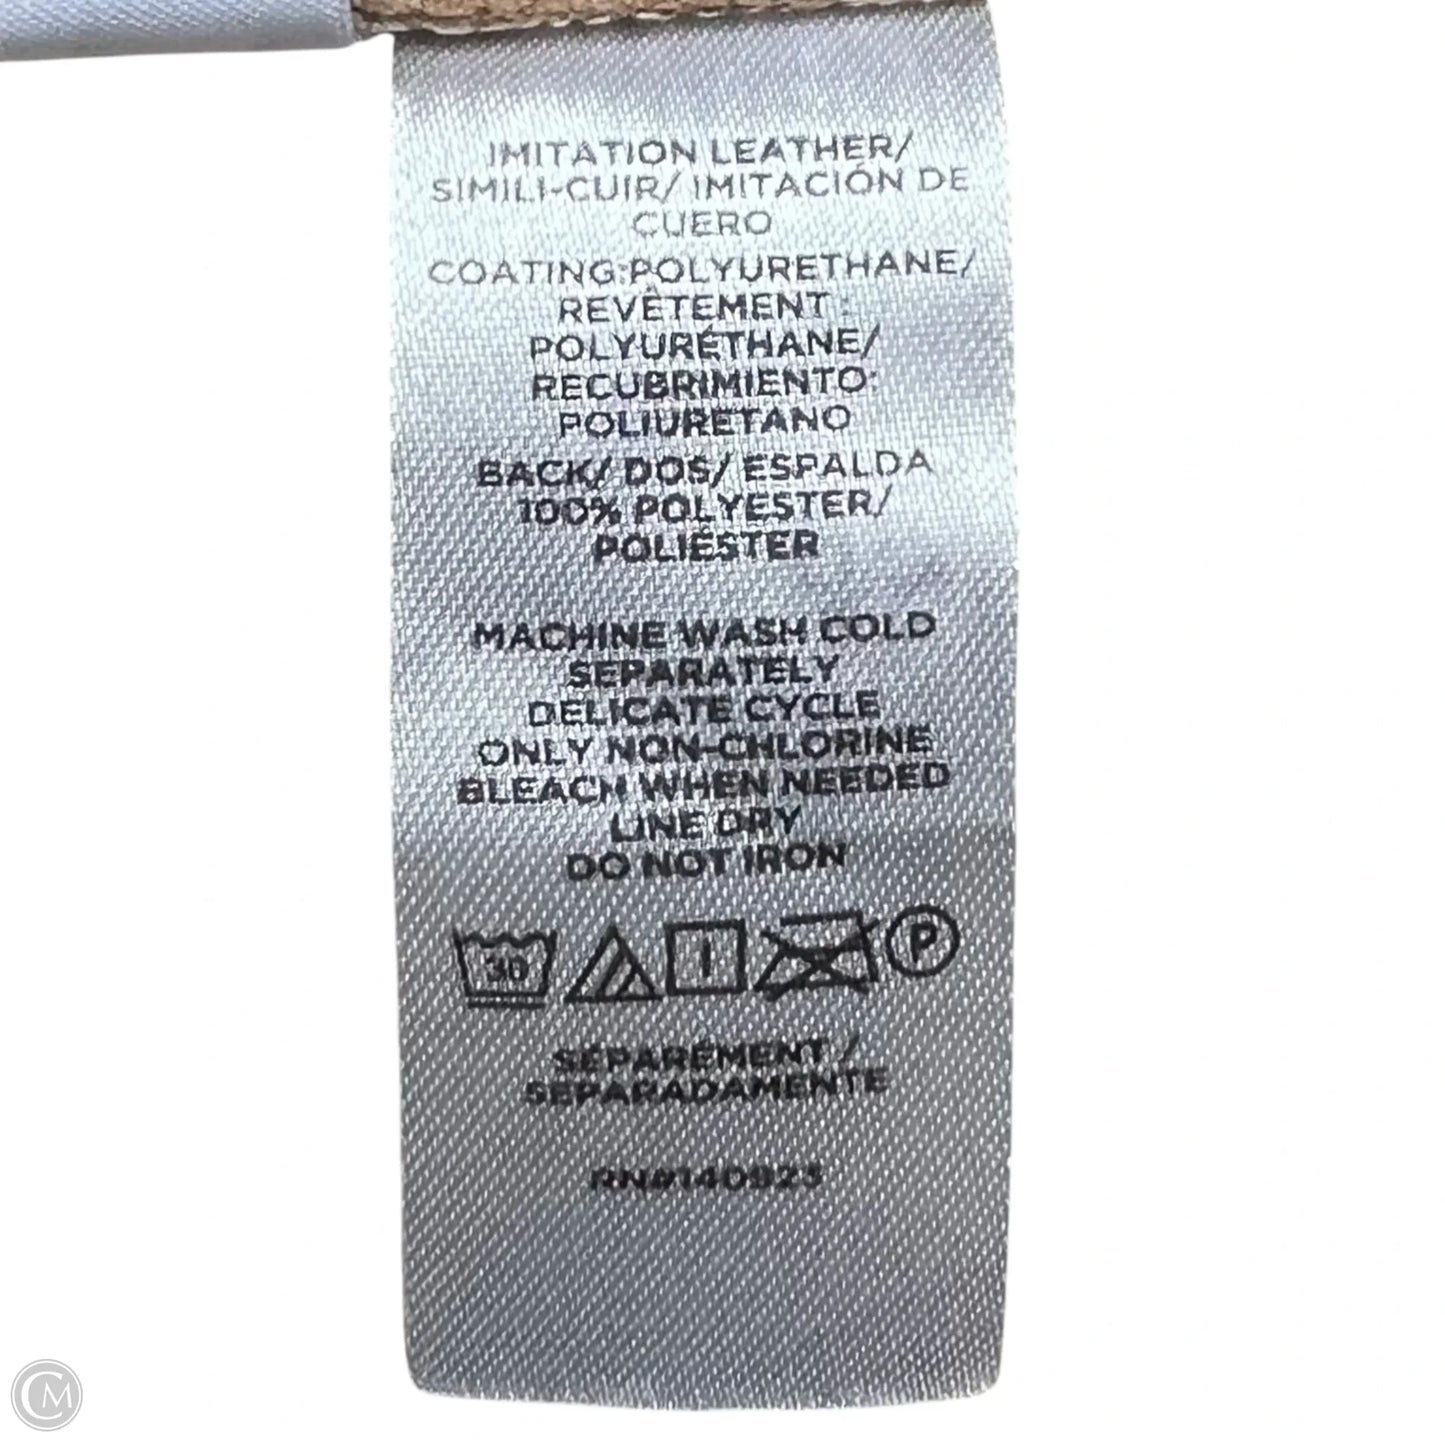 IMITATION LEATHER/
SIMILI-CUIR/ IMITACIÓN DE
CUERO
COATING:POLYURETHANE/
REVÊTEMENT :
POLYURÉTHANE/
RECUBRIMIENTO:
POLIURETANO
BACK/ DOS/ ESPALDA
100% POLYESTER/
POLIÉSTER
MACHINE WASH COLD
SEPARATELY
DELICATE CYCLE
ONLY NON-CHLORINE
BLEACH WHEN NEEDED
LINE DRY
DO NOT IRON
30 P
SÉPARÉMENT /
SEPARADAMENTE
RN#140923
CM